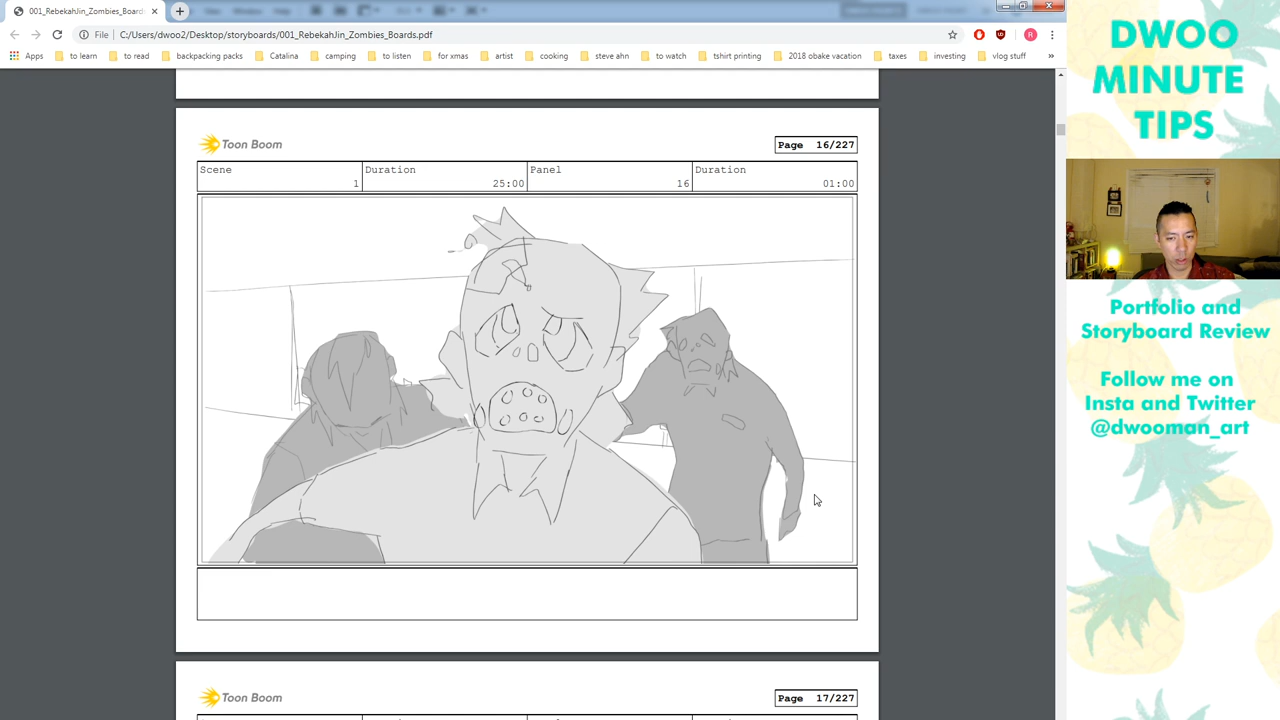 001_RebekahJin_Zombies_Boards.
File C:/Users/dwoo2/Desktop/storyboards/001_RebekahJin_Zombies_Boards.pdf
R
Apps to learn to read backpacking packs Catalina camping to listen for xmas artist cooking steve ahn to watch tshirt printing 2018 obake vacation taxes investing vlog stuff »
Toon Boom
Page 16/227
Scene 1 Duration 25:00 Panel 16 Duration 01:00
Toon Boom
Page 17/227
DWOO
MINUTE
TIPS
Portfolio and
Storyboard Review
Follow me on
Insta and Twitter
@dwooman_art